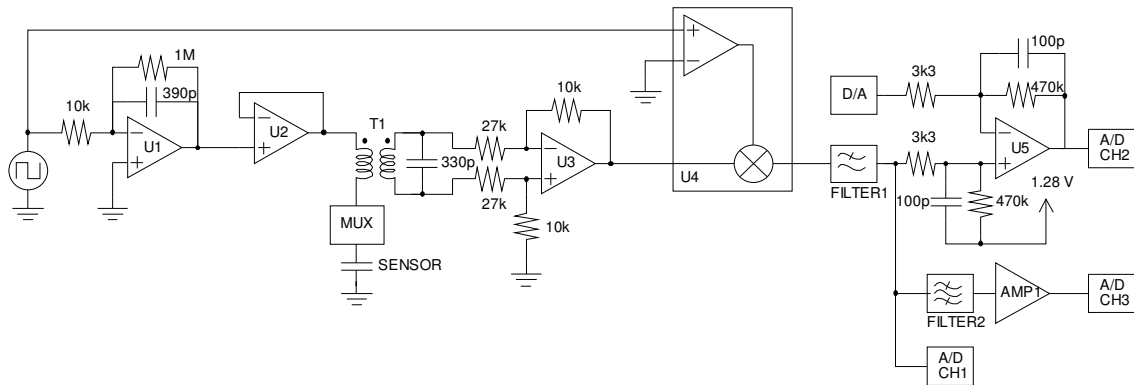 1M
390p
10k
U1
U2
T1
330p
MUX
SENSOR
27k
27k
10k
U3
10k
U4
FILTER1
D/A
3k3
100p
470k
U5
A/D
CH2
3k3
100p
470k
1.28 V
FILTER2
AMP1
A/D
CH3
A/D
CH1